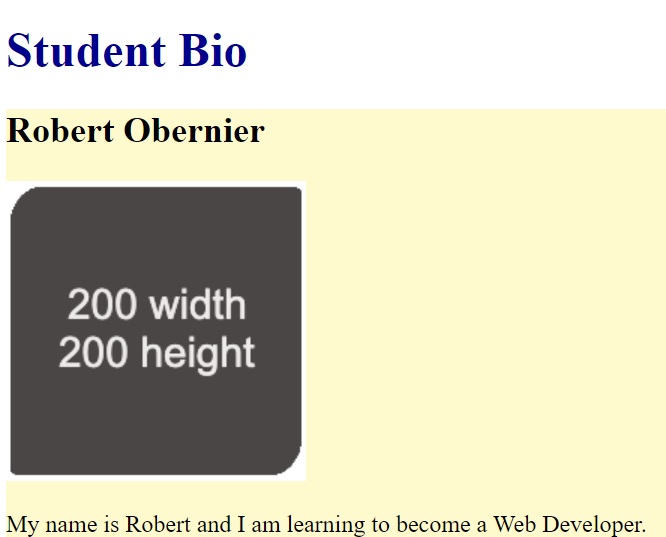 Student Bio
Robert Obernier
200 width
200 height
My name is Robert and I am learning to become a Web Developer.